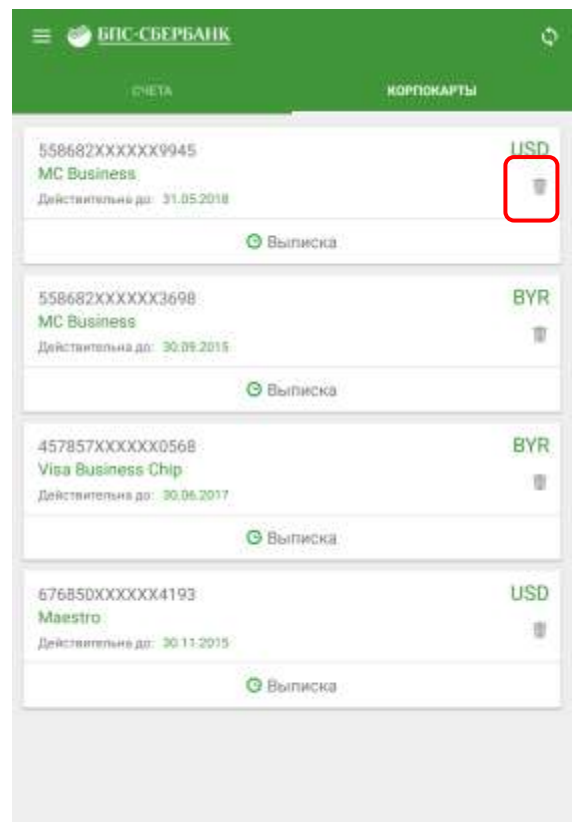 БПС-СБЕРБАНК
СЧЕТА
КОРПОКАРТЫ
558682XXXXXX9945
USD
MC Business
Действительна до: 31.05.2018
Выписка
558682XXXXXX3698
BYR
MC Business
Действительна до: 30.09.2015
Выписка
457857XXXXXX0568
BYR
Visa Business Chip
Действительна до: 30.06.2017
Выписка
676850XXXXXX4193
USD
Maestro
Действительна до: 30.11.2015
Выписка